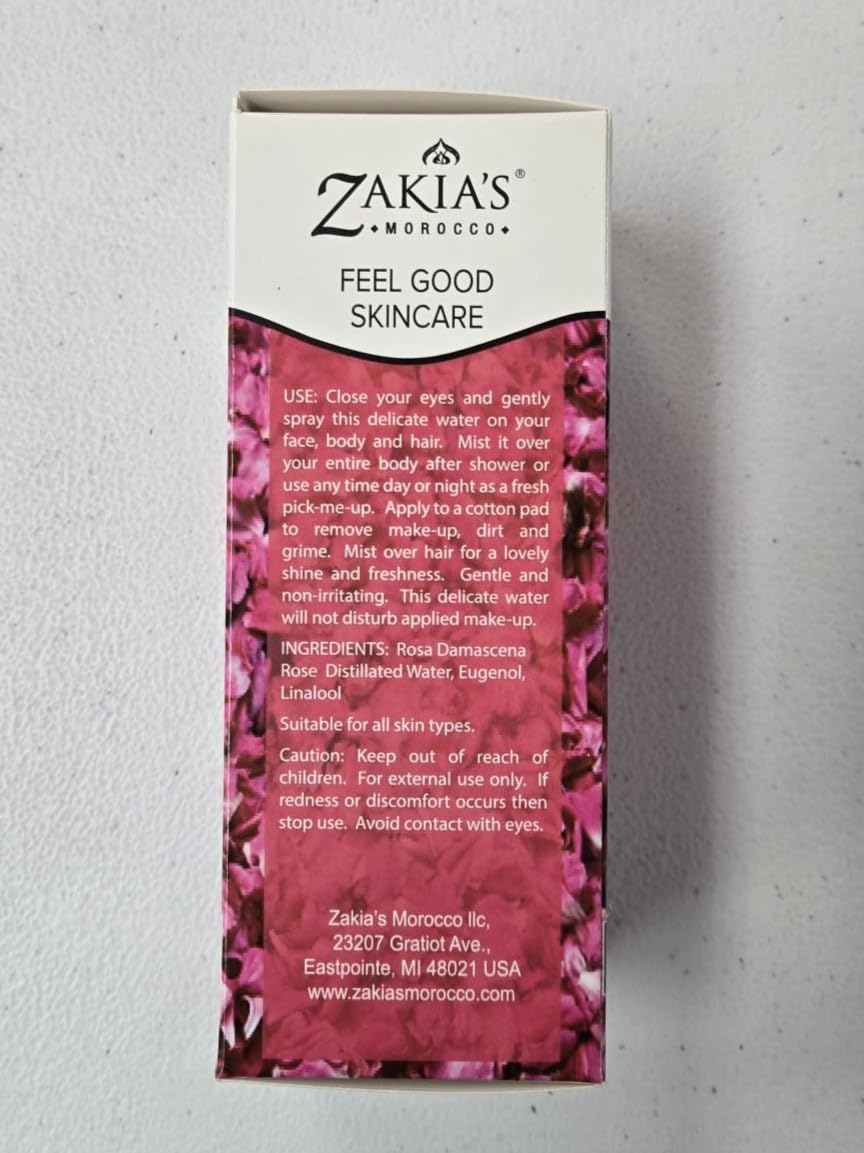 ZAKIA'S®
MOROCCO
FEEL GOOD
SKINCARE
USE: Close your eyes and gently
spray this delicate water on your
face, body and hair. Mist it over
your entire body after shower or
use any time day or night as a fresh
pick-me-up. Apply to a cotton pad
to remove make-up, dirt and
grime. Mist over hair for a lovely
shine and freshness. Gentle and
non-irritating. This delicate water
will not disturb applied make-up.
INGREDIENTS: Rosa Damascena
Rose Distillated Water, Eugenol,
Linalool
Suitable for all skin types.
Caution: Keep out of reach of
children. For external use only. If
redness or discomfort occurs then
stop use. Avoid contact with eyes.
Zakia's Morocco llc,
23207 Gratiot Ave.,
Eastpointe, MI 48021 USA
www.zakiasmorocco.com